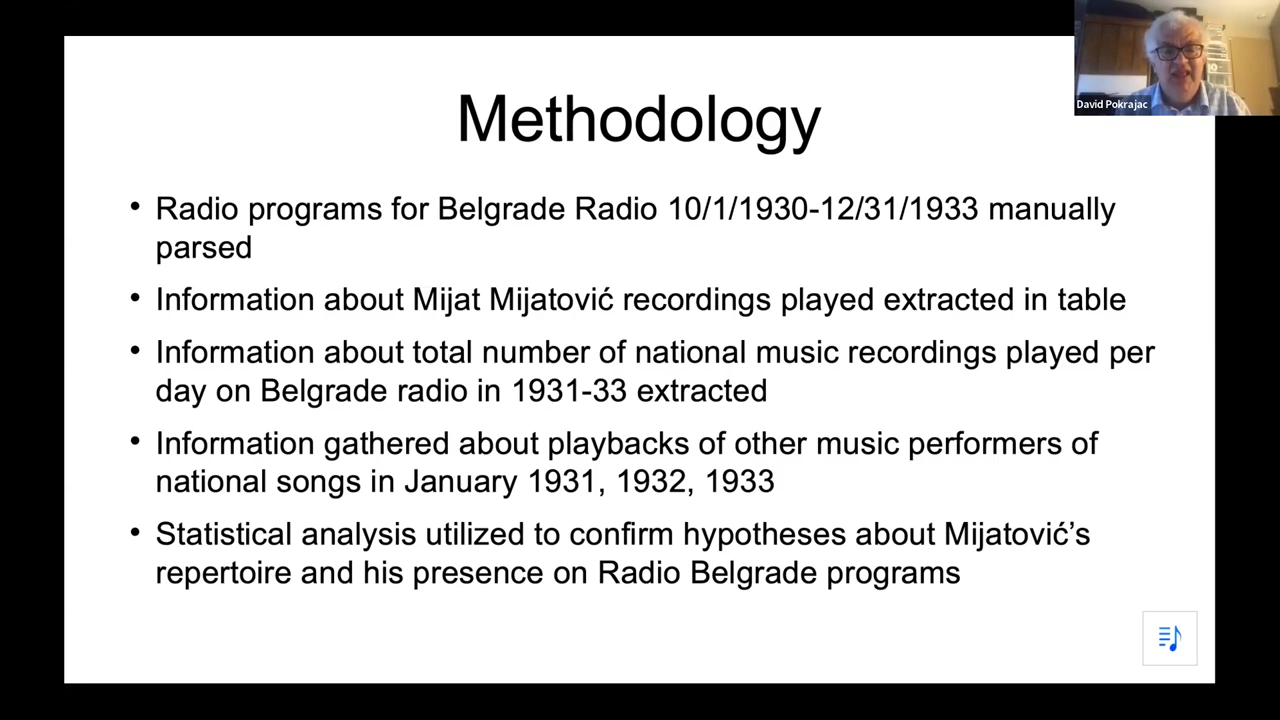 David Pokrajac
Methodology
• Radio programs for Belgrade Radio 10/1/1930-12/31/1933 manually
parsed
• Information about Mijat Mijatović recordings played extracted in table
• Information about total number of national music recordings played per
day on Belgrade radio in 1931-33 extracted
• Information gathered about playbacks of other music performers of
national songs in January 1931, 1932, 1933
• Statistical analysis utilized to confirm hypotheses about Mijatović’s
repertoire and his presence on Radio Belgrade programs